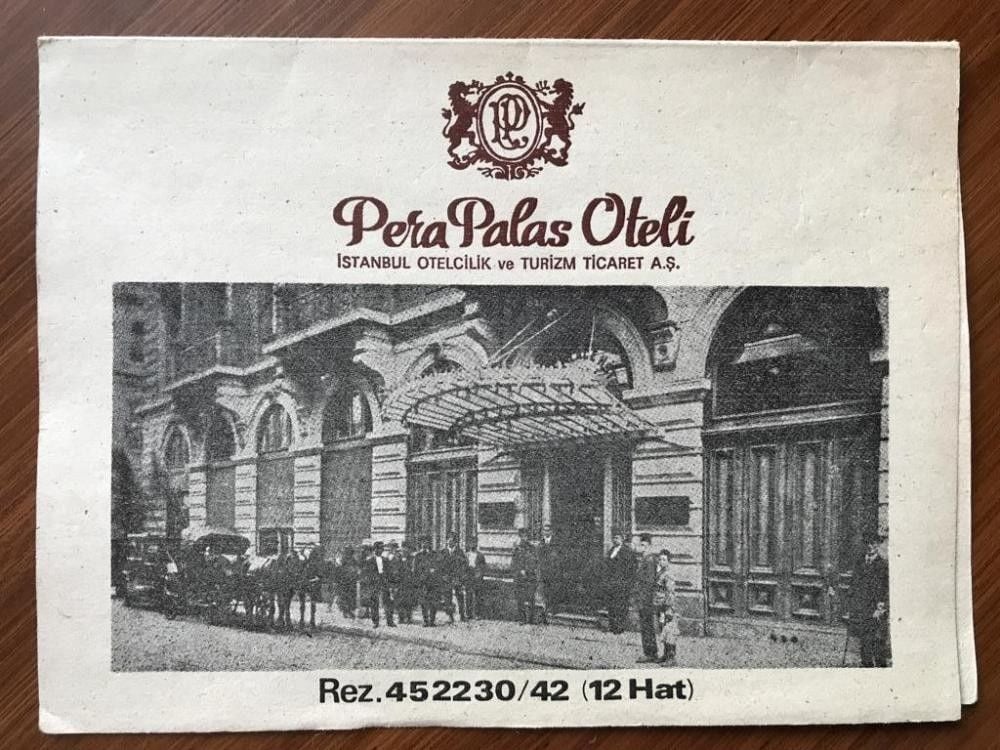 PP
Pera Palas Oteli
İSTANBUL OTELCİLİK ve TURİZM TİCARET A.Ş.
Rez. 452230/42 (12 Hat)